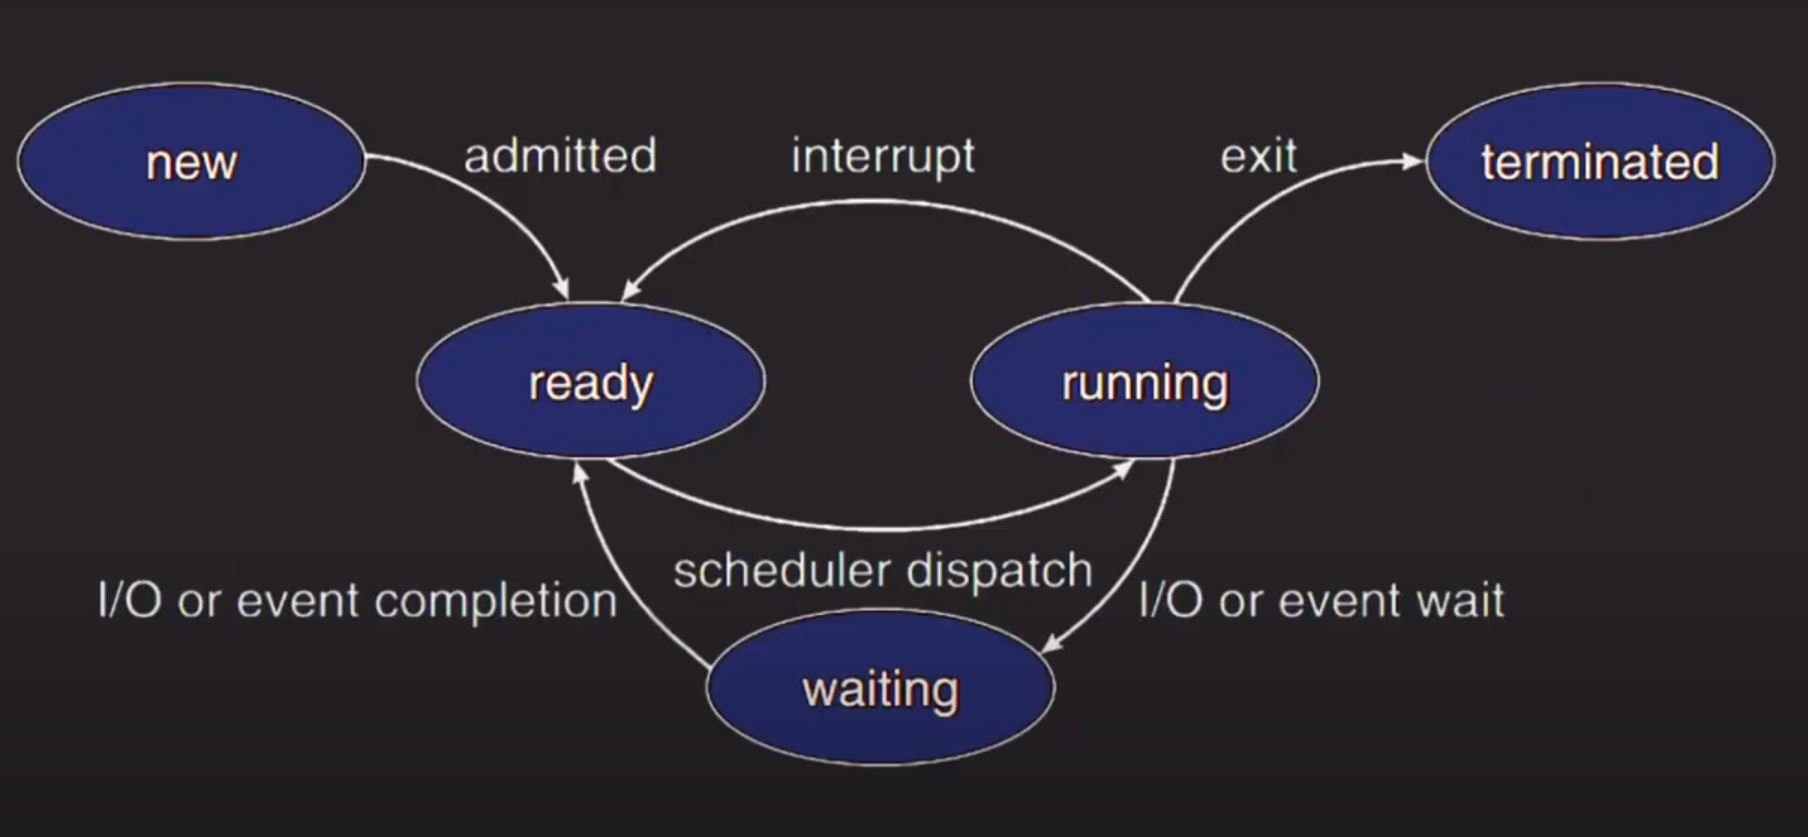 new
admitted
interrupt
exit
terminated
ready
running
scheduler dispatch
I/O or event completion
I/O or event wait
waiting